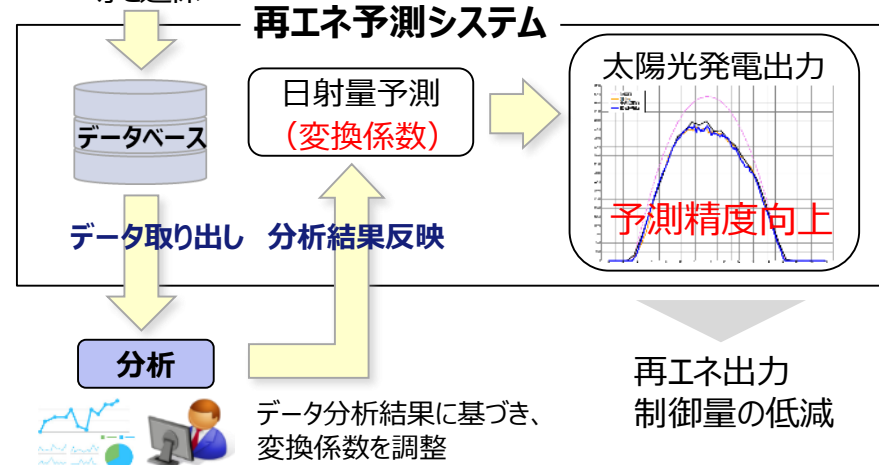 再エネ予測システム
データベース
日射量予測
（変換係数）
太陽光発電出力
予測精度向上
データ取り出し
分析結果反映
分析
データ分析結果に基づき、
変換係数を調整
再エネ出力
制御量の低減